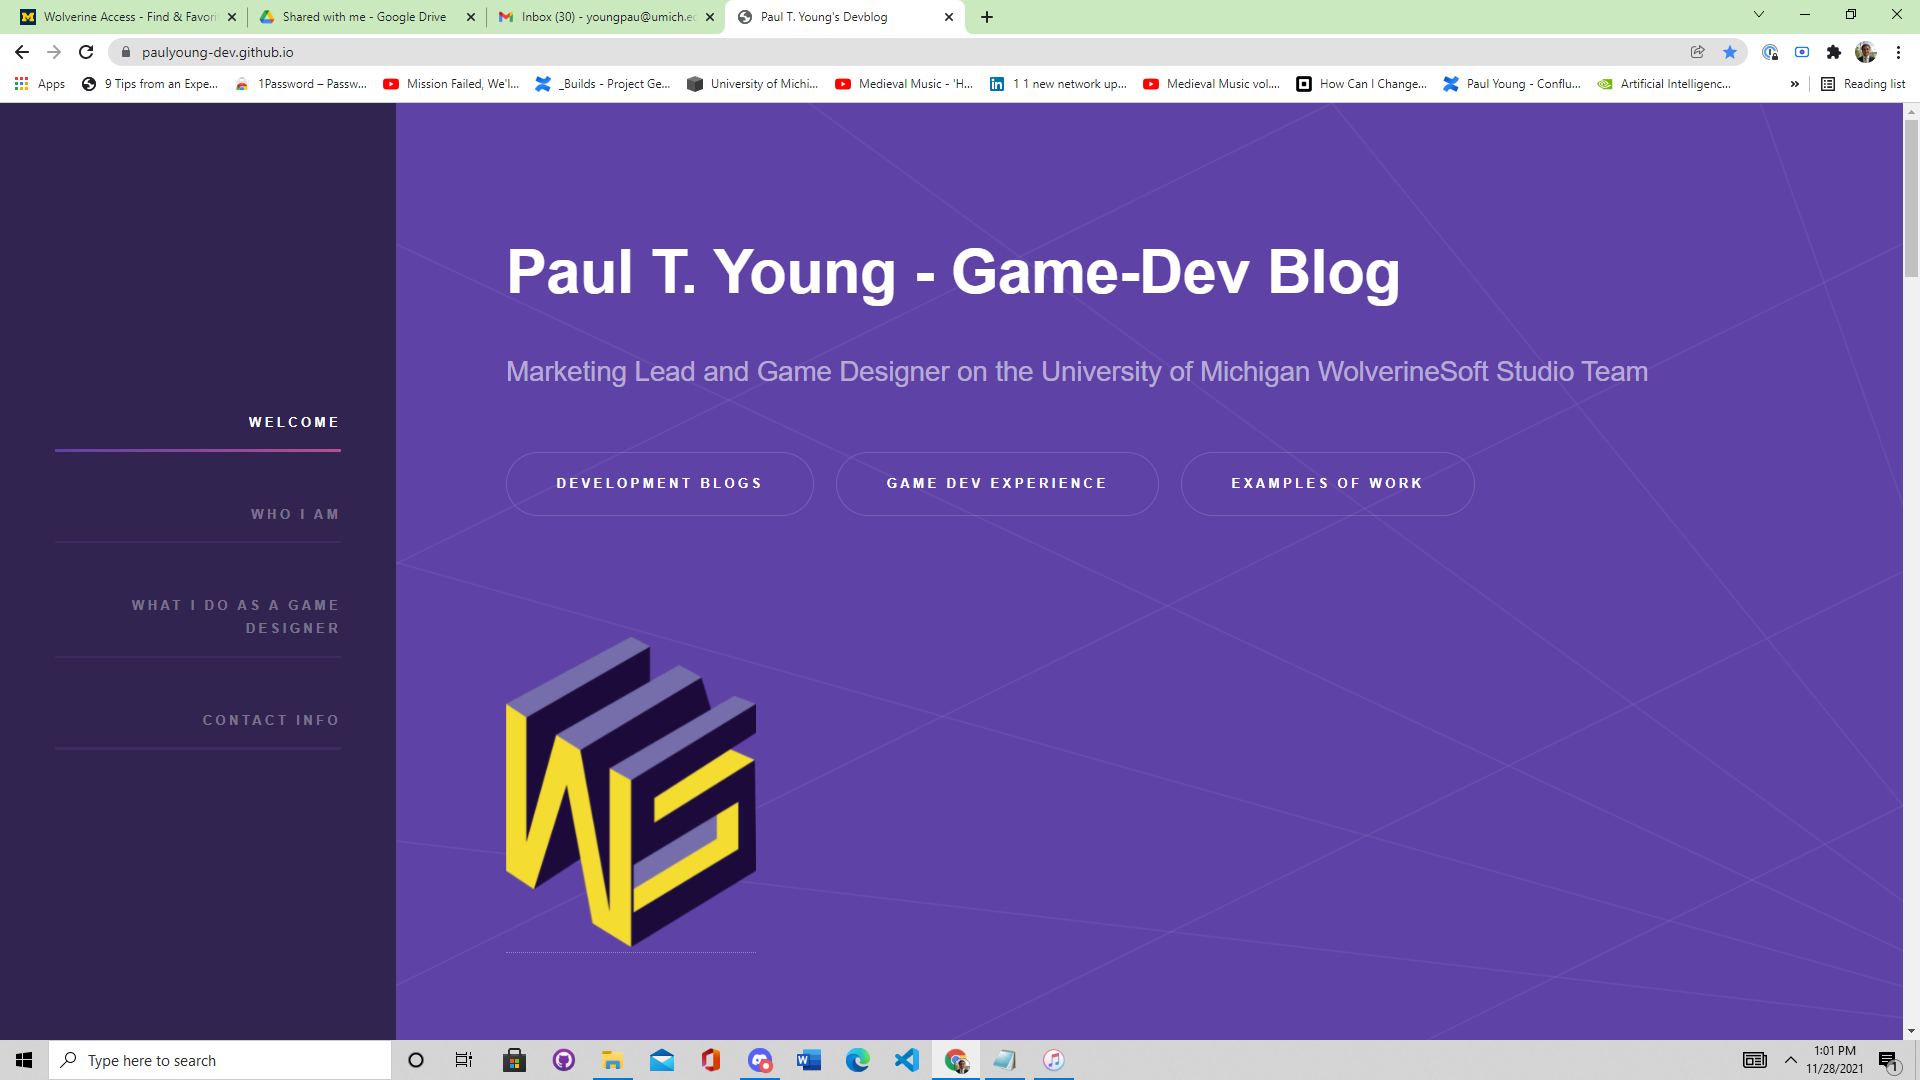 Wolverine Access - Find & Favorit
Shared with me - Google Drive
Inbox (30) - youngpau@umich.ed
Paul T. Young's Devblog
paulyoung-dev.github.io
Apps
9 Tips from an Expe...
1Password – Passw...
Mission Failed, We'l...
_Builds - Project Ge...
University of Michi...
Medieval Music - 'H...
1 1 new network up...
Medieval Music vol....
How Can I Change...
Paul Young - Conflu...
Artificial Intelligenc...
»
Reading list
WELCOME
WHO I AM
WHAT I DO AS A GAME
DESIGNER
CONTACT INFO
Paul T. Young - Game-Dev Blog
Marketing Lead and Game Designer on the University of Michigan WolverineSoft Studio Team
DEVELOPMENT BLOGS
GAME DEV EXPERIENCE
EXAMPLES OF WORK
WS
Type here to search
1:01 PM
11/28/2021
1